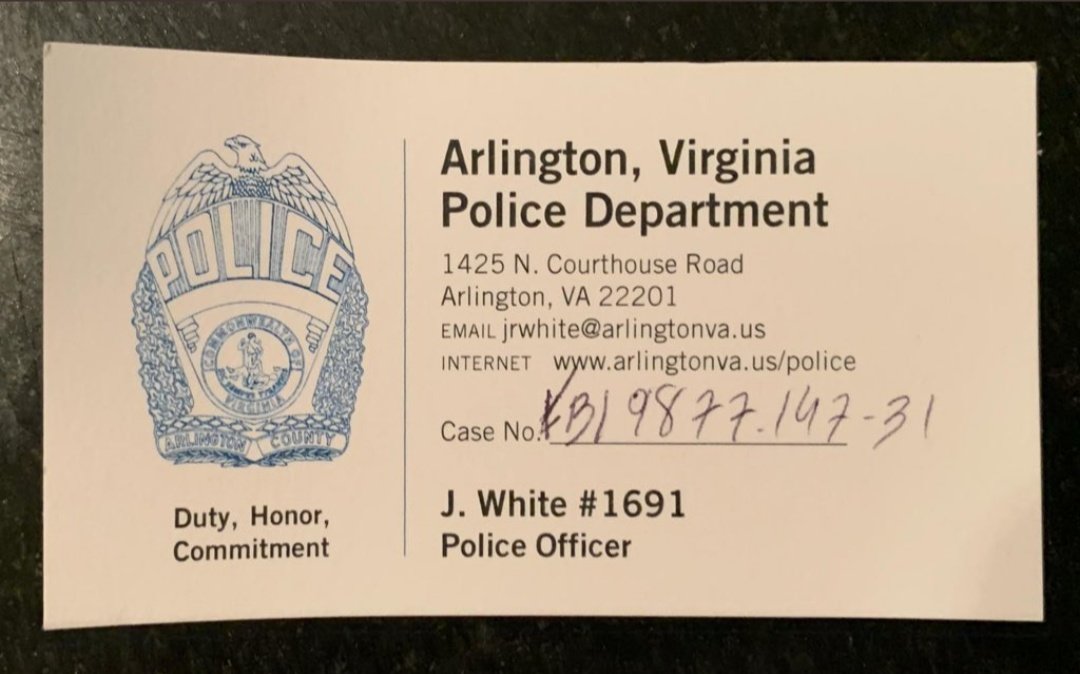 POLICE
COMMONWEALTH OF
VIRGINIA
ARLINGTON COUNTY
Duty, Honor,
Commitment
Arlington, Virginia
Police Department
1425 N. Courthouse Road
Arlington, VA 22201
EMAIL jrwhite@arlingtonva.us
INTERNET www.arlingtonva.us/police
Case No.
J. White #1691
Police Officer